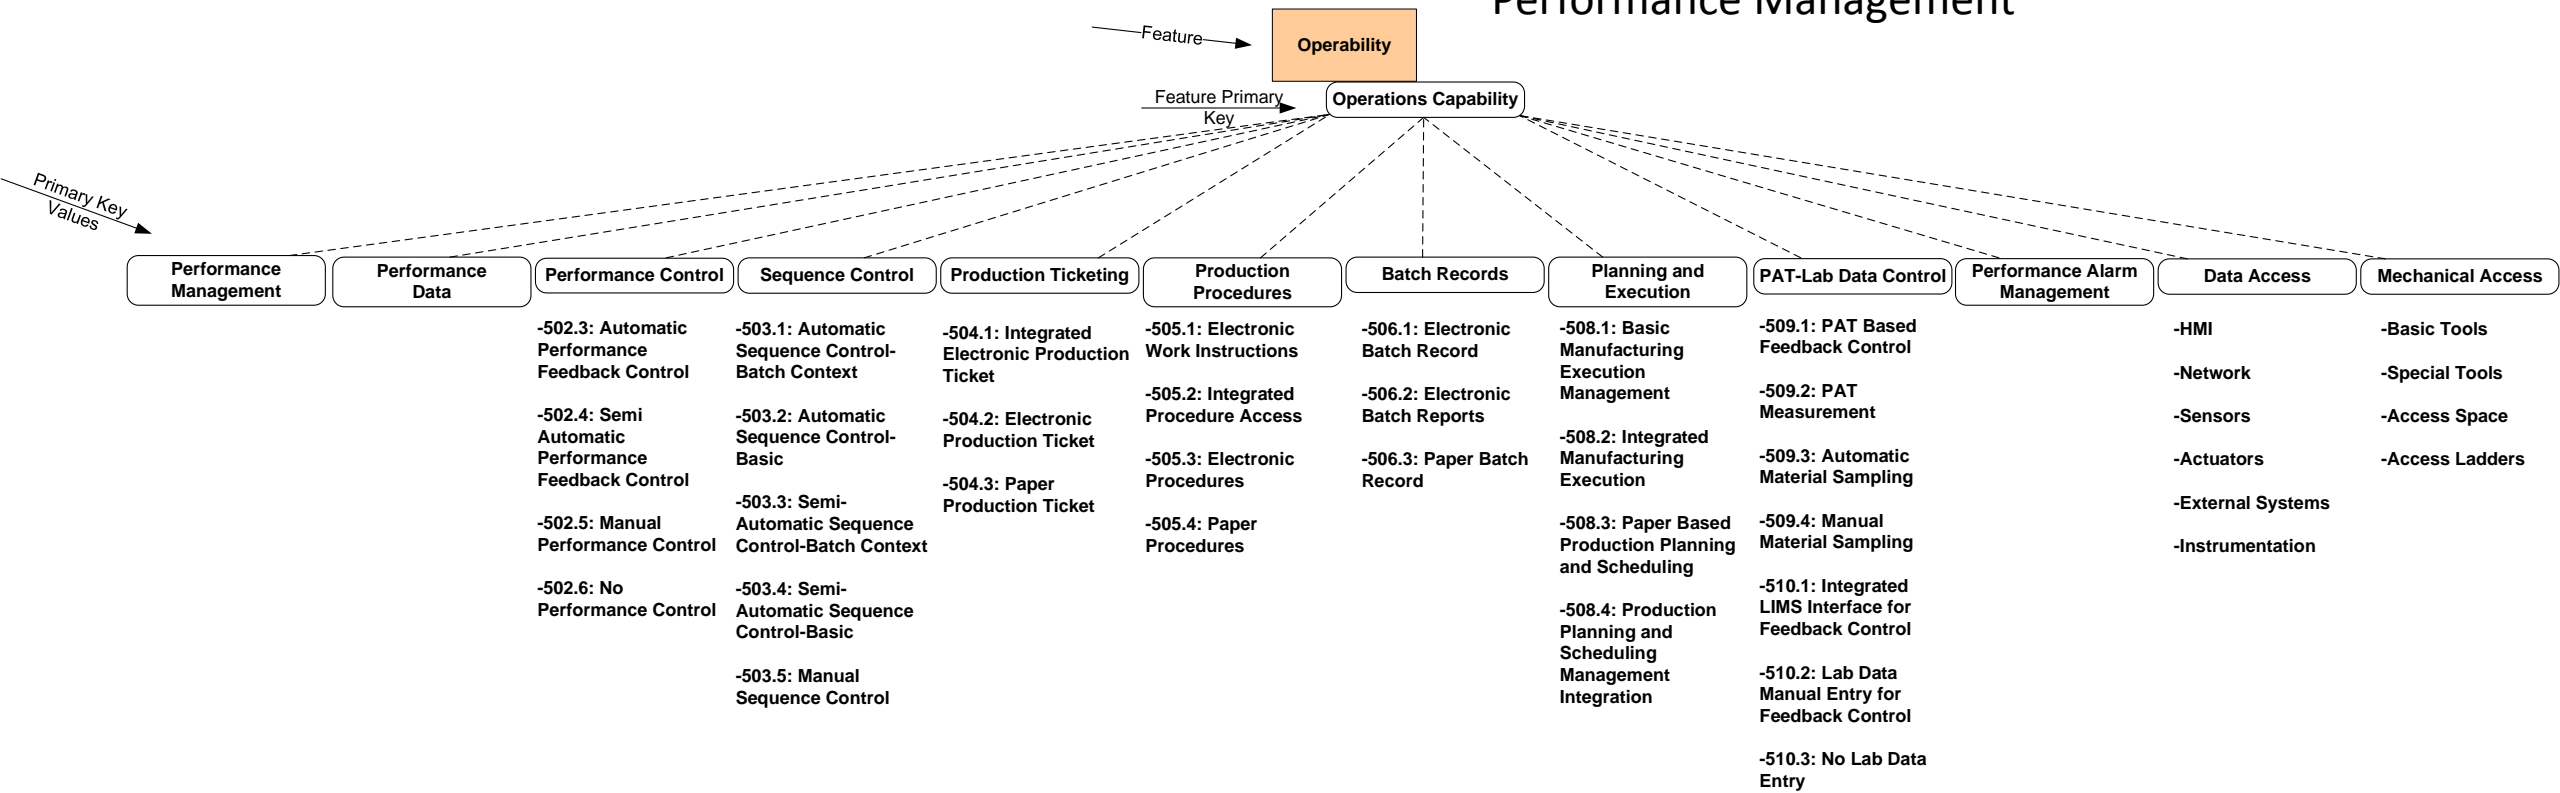 Performance Management
Feature
Operability
Feature Primary
Key
Operations Capability
Primary Key
Values
Performance
Management
Performance
Data
Performance Control
Sequence Control
Production Ticketing
Production
Procedures
Batch Records
Planning and
Execution
PAT-Lab Data Control
Performance Alarm
Management
Data Access
Mechanical Access
-502.3: Automatic
Performance
Feedback Control
-502.4: Semi
Automatic
Performance
Feedback Control
-502.5: Manual
Performance Control
-502.6: No
Performance Control
-503.1: Automatic
Sequence Control-
Batch Context
-503.2: Automatic
Sequence Control-
Basic
-503.3: Semi-
Automatic Sequence
Control-Batch Context
-503.4: Semi-
Automatic Sequence
Control-Basic
-503.5: Manual
Sequence Control
-504.1: Integrated
Electronic Production
Ticket
-504.2: Electronic
Production Ticket
-504.3: Paper
Production Ticket
-505.1: Electronic
Work Instructions
-505.2: Integrated
Procedure Access
-505.3: Electronic
Procedures
-505.4: Paper
Procedures
-506.1: Electronic
Batch Record
-506.2: Electronic
Batch Reports
-506.3: Paper Batch
Record
-508.1: Basic
Manufacturing
Execution
Management
-508.2: Integrated
Manufacturing
Execution
-508.3: Paper Based
Production Planning
and Scheduling
-508.4: Production
Planning and
Scheduling
Management
Integration
-509.1: PAT Based
Feedback Control
-509.2: PAT
Measurement
-509.3: Automatic
Material Sampling
-509.4: Manual
Material Sampling
-510.1: Integrated
LIMS Interface for
Feedback Control
-510.2: Lab Data
Manual Entry for
Feedback Control
-510.3: No Lab Data
Entry
-HMI
-Network
-Sensors
-Actuators
-External Systems
-Instrumentation
-Basic Tools
-Special Tools
-Access Space
-Access Ladders